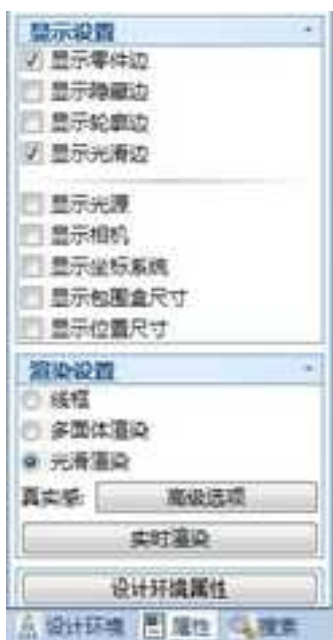 显示设置
显示零件边
显示隐藏边
显示轮廓边
显示光滑边
显示光源
显示相机
显示坐标系统
显示包围盒尺寸
显示位置尺寸
渲染设置
线框
多面体渲染
光滑渲染
真实感: 高级选项
实时渲染
设计环境属性
设计环境 属性 搜索